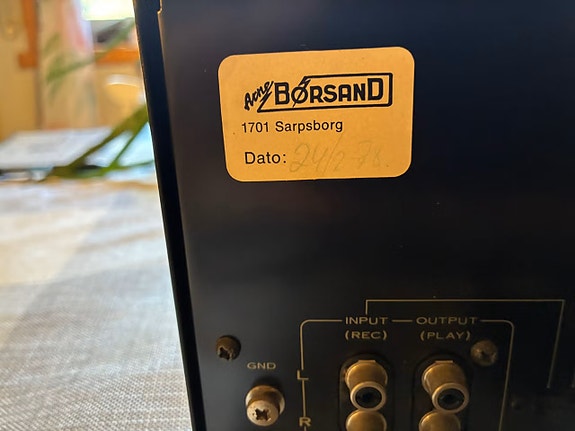 Arne BØRSAND
1701 Sarpsborg
Dato: 24/2-78.
INPUT OUTPUT
(REC) (PLAY)
GND
L
R